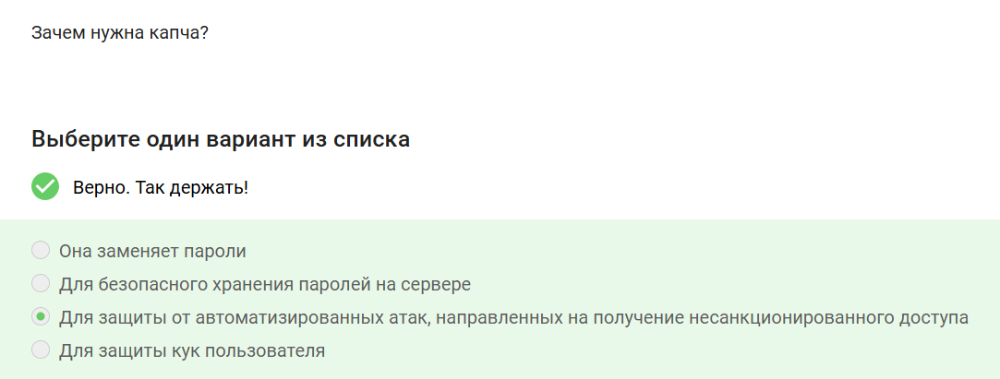 Зачем нужна капча?
Выберите один вариант из списка
Верно. Так держать!
Она заменяет пароли
Для безопасного хранения паролей на сервере
Для защиты от автоматизированных атак, направленных на получение несанкционированного доступа
Для защиты кук пользователя